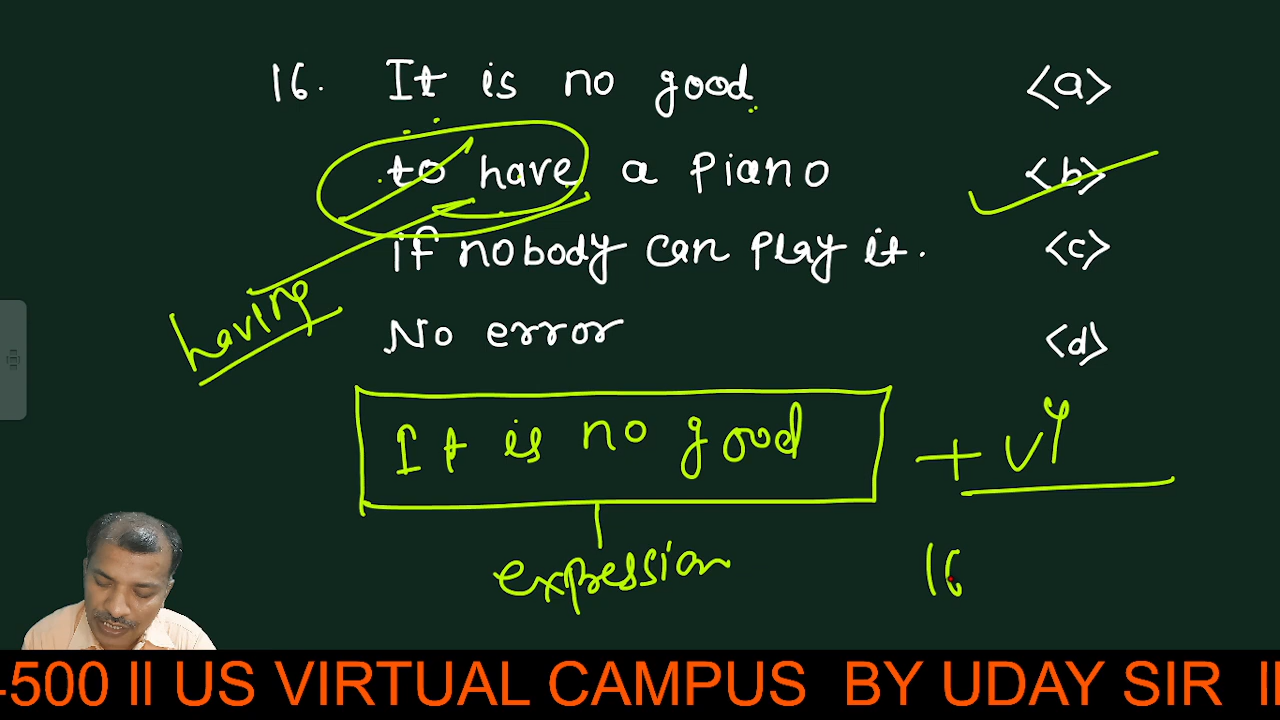 16. It is no good <a>
to have a piano <b>
if nobody can play it. <c>
No error <d>
having
It is no good + v4
expression
16
-500 II US VIRTUAL CAMPUS BY UDAY SIR II